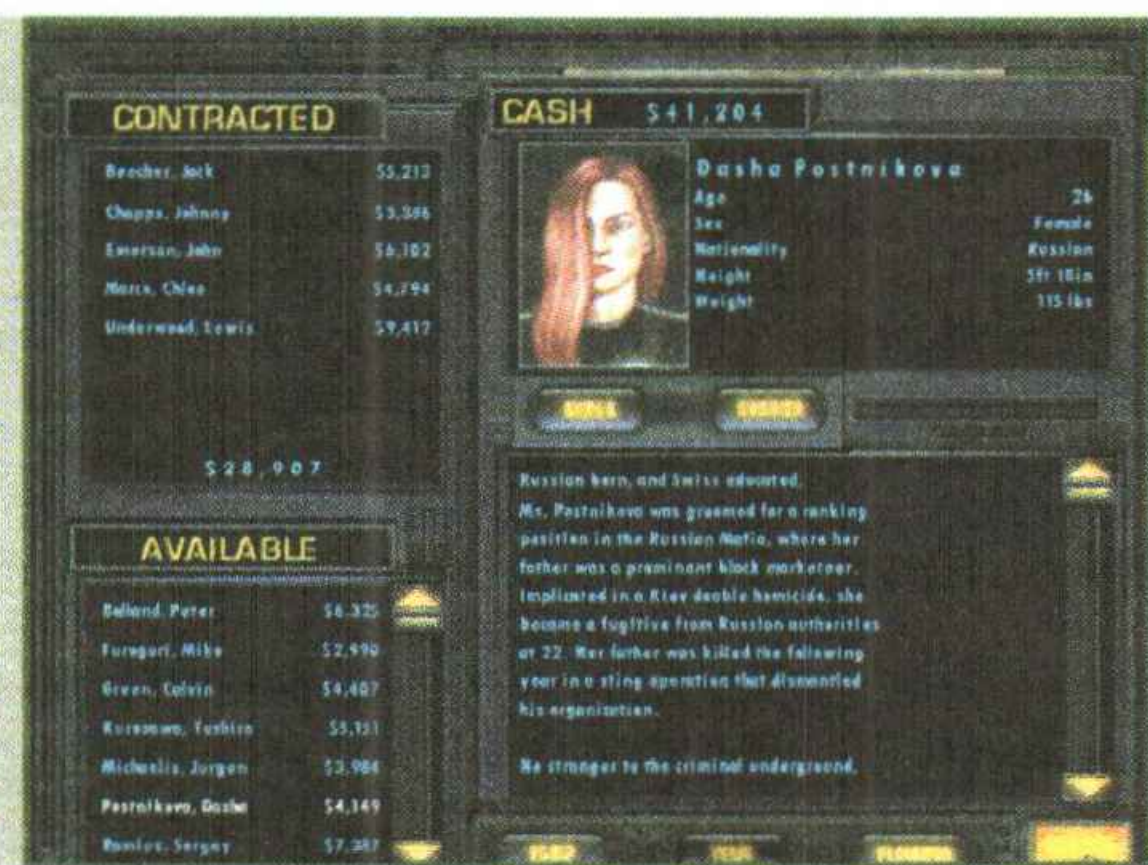 CONTRACTED
Beecher, Jack $5,213
Chapps, Johnny
Emerson, John $6,102
Chloe $4,794
Underwood, Lewis $9,417
$28,907
AVAILABLE
Peter $6,325
Mike $2,990
Green, Calvin $4,407
Michaelis, Jurgen $3,984
Postnikova, Dasha $4,149
Sergey
CASH $41,204
Dasha Postnikova
Age 26
Sex Female
Nationality Russian
Height 5ft 10in
Weight 115 lbs
Russian born, and Swiss educated.
Ms. Postnikova was groomed for a ranking
position in the Russian Mafia, where her
father was a prominent black marketeer.
Implicated in a Kiev double homicide, she
became a fugitive from Russian authorities
at 22. Her father was killed the following
year in a sting operation that dismantled
his organization.
No stranger to the criminal underground,